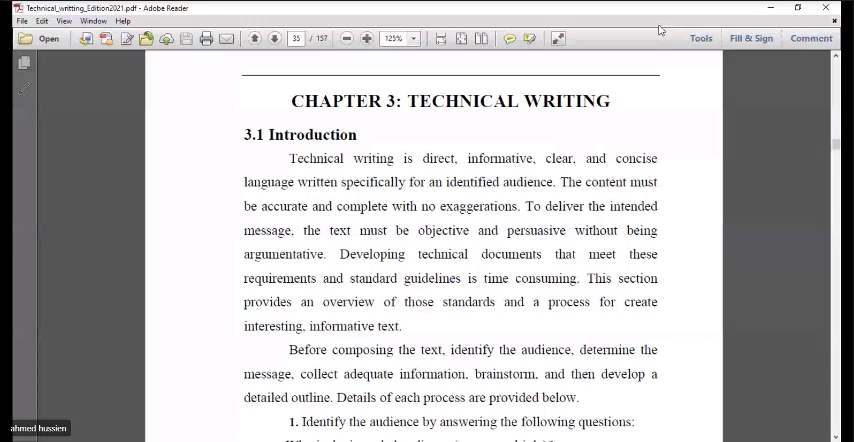 Technical_writting_Edition2021.pdf - Adobe Reader
File Edit View Window Help
Open 35 / 157 125% Tools Fill & Sign Comment
CHAPTER 3: TECHNICAL WRITING
3.1 Introduction
Technical writing is direct, informative, clear, and concise
language written specifically for an identified audience. The content must
be accurate and complete with no exaggerations. To deliver the intended
message, the text must be objective and persuasive without being
argumentative. Developing technical documents that meet these
requirements and standard guidelines is time consuming. This section
provides an overview of those standards and a process for create
interesting, informative text.
Before composing the text, identify the audience, determine the
message, collect adequate information, brainstorm, and then develop a
detailed outline. Details of each process are provided below.
1. Identify the audience by answering the following questions:
ahmed hussien